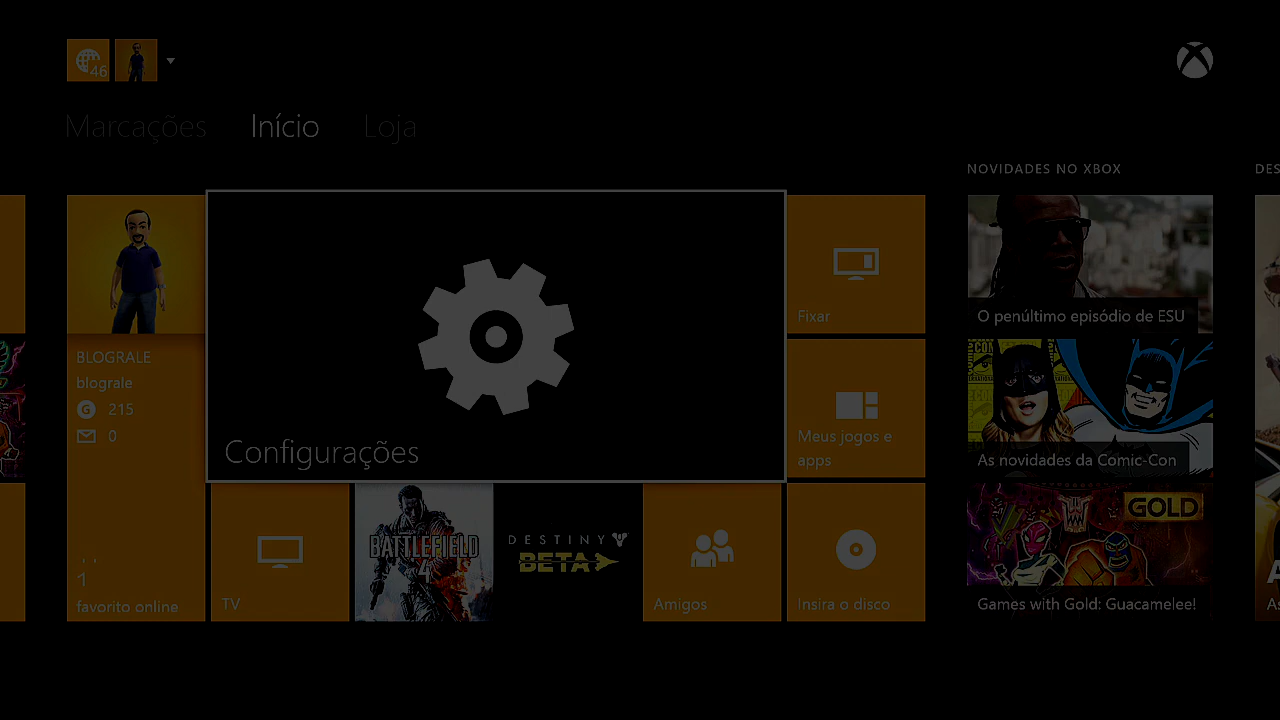 46
Marcações Início Loja
NOVIDADES NO XBOX
DES
BLOGRALE
blograle
G 215
0
1
favorito online
Configurações
Fixar
Meus jogos e
apps
TV
BATTLEFIELD
4
DESTINY
BETA
Amigos
Insira o disco
O penúltimo episódio de ESU
As novidades da Comic-Con
GOLD
Games with Gold: Guacamelee!